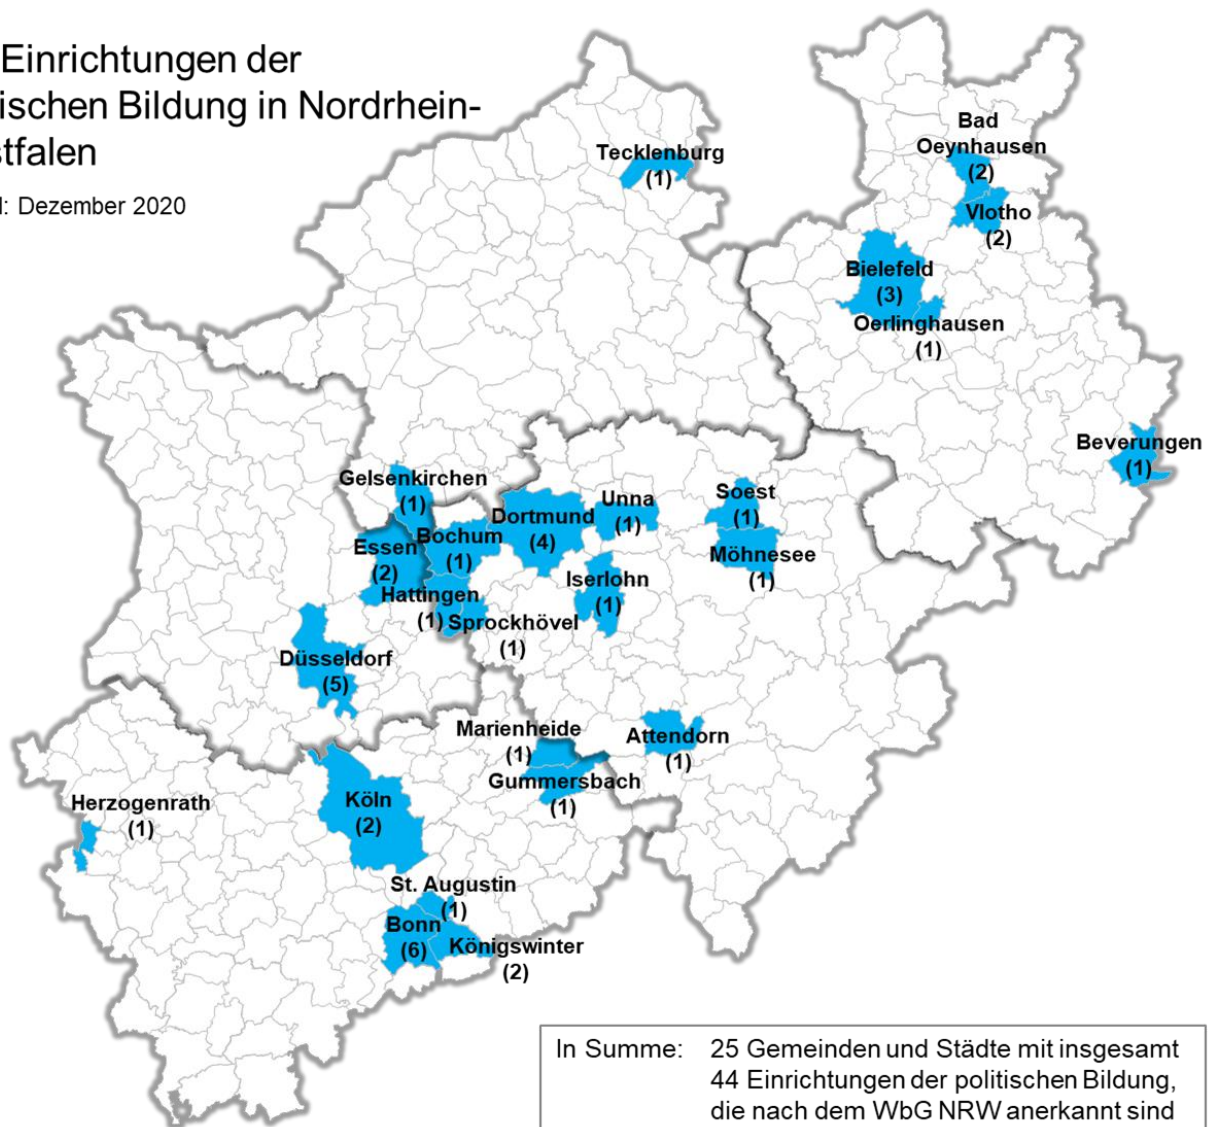 Einrichtungen der
ischen Bildung in Nordrhein-
stfalen
: Dezember 2020
Tecklenburg
(1)
Bad
Oeynhausen
(2)
Vlotho
(2)
Bielefeld
(3)
Oerlinghausen
(1)
Beverungen
(1)
Gelsenkirchen
(1)
Essen
(2)
Bochum
(1)
Dortmund
(4)
Unna
(1)
Soest
(1)
Möhnesee
(1)
Iserlohn
(1)
Hattingen
(1)
Sprockhövel
(1)
Düsseldorf
(5)
Marienheide
(1)
Gummersbach
(1)
Attendorn
(1)
Herzogenrath
(1)
Köln
(2)
St. Augustin
(1)
Bonn
(6)
Königswinter
(2)
In Summe: 25 Gemeinden und Städte mit insgesamt
44 Einrichtungen der politischen Bildung,
die nach dem WbG NRW anerkannt sind